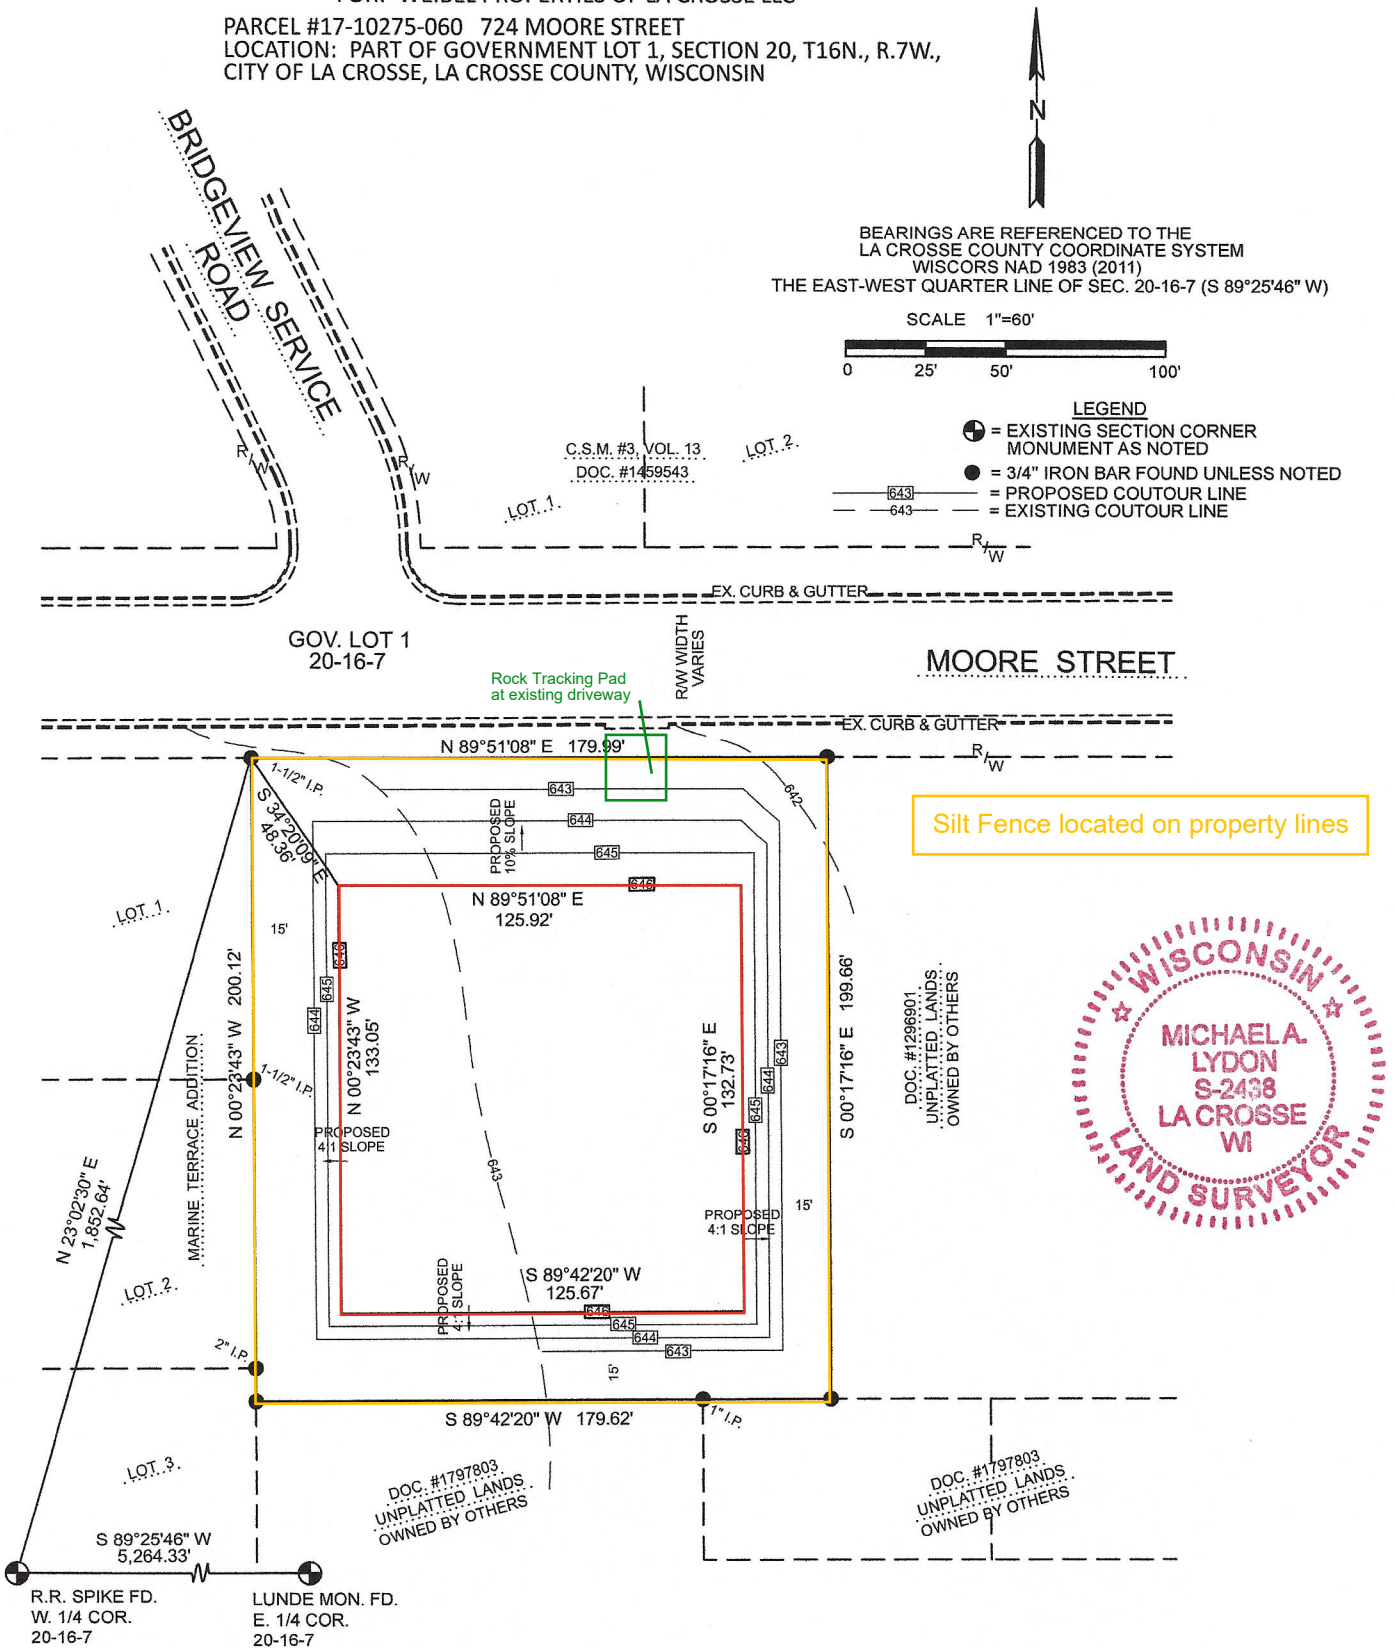 FOR: WEIBEL PROPERTIES OF LA CROSSE LLC
PARCEL #17-10275-060 724 MOORE STREET
LOCATION: PART OF GOVERNMENT LOT 1, SECTION 20, T16N., R.7W.,
CITY OF LA CROSSE, LA CROSSE COUNTY, WISCONSIN
N
BEARINGS ARE REFERENCED TO THE
LA CROSSE COUNTY COORDINATE SYSTEM
WISCORS NAD 1983 (2011)
THE EAST-WEST QUARTER LINE OF SEC. 20-16-7 (S 89°25'46" W)
SCALE 1"=60'
0 25' 50' 100'
LEGEND
= EXISTING SECTION CORNER
MONUMENT AS NOTED
= 3/4" IRON BAR FOUND UNLESS NOTED
643 = PROPOSED COUTOUR LINE
643 = EXISTING COUTOUR LINE
BRIDGEVIEW SERVICE
ROAD
R/W
R/W
C.S.M. #3, VOL. 13
DOC. #1459543
LOT 2
LOT 1
R/W
EX. CURB & GUTTER
GOV. LOT 1
20-16-7
R/W WIDTH
VARIES
MOORE STREET
Rock Tracking Pad
at existing driveway
EX. CURB & GUTTER
R/W
N 89°51'08" E 179.99'
1-1/2" I.P.
S 34°20'09" E
48.36'
643
642
644
645
646
PROPOSED
10% SLOPE
N 89°51'08" E
125.92'
Silt Fence located on property lines
LOT 1
15'
N 00°23'43" W 200.12'
646
645
644
N 00°23'43" W
133.05'
S 00°17'16" E
132.73'
643
644
645
646
S 00°17'16" E 199.66'
DOC. #1296901
UNPLATTED LANDS
OWNED BY OTHERS
WISCONSIN
MICHAEL A.
LYDON
S-2438
LA CROSSE
WI
LAND SURVEYOR
MARINE TERRACE ADDITION
1-1/2" I.P.
PROPOSED
4:1 SLOPE
643
N 23°02'30" E
1,852.64'
15'
PROPOSED
4:1 SLOPE
LOT 2
PROPOSED
4:1 SLOPE
S 89°42'20" W
125.67'
646
645
644
643
2" I.P.
15'
S 89°42'20" W 179.62'
1" I.P.
LOT 3
DOC. #1797803
UNPLATTED LANDS
OWNED BY OTHERS
DOC. #1797803
UNPLATTED LANDS
OWNED BY OTHERS
S 89°25'46" W
5,264.33'
R.R. SPIKE FD.
W. 1/4 COR.
20-16-7
LUNDE MON. FD.
E. 1/4 COR.
20-16-7